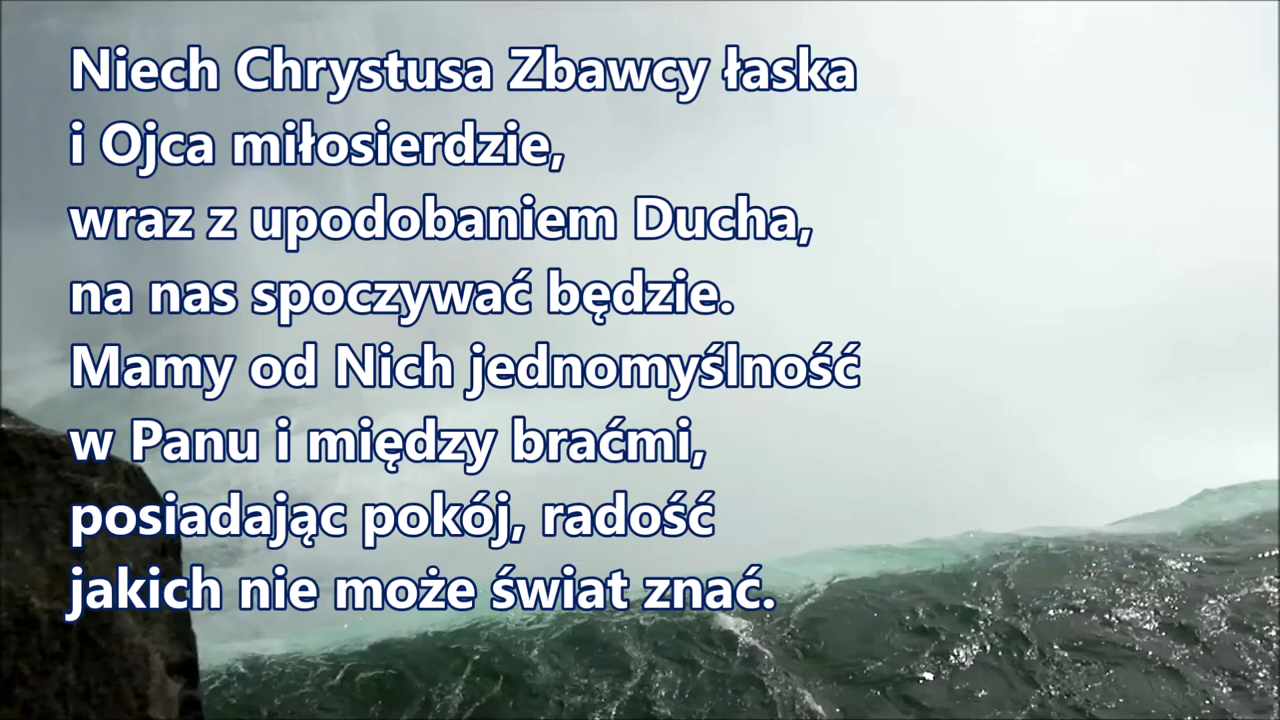 Niech Chrystusa Zbawcy łaska
i Ojca miłosierdzie,
wraz z upodobaniem Ducha,
na nas spoczywać będzie.
Mamy od Nich jednomyślność
w Panu i między braćmi,
posiadając pokój, radość
jakich nie może świat znać.